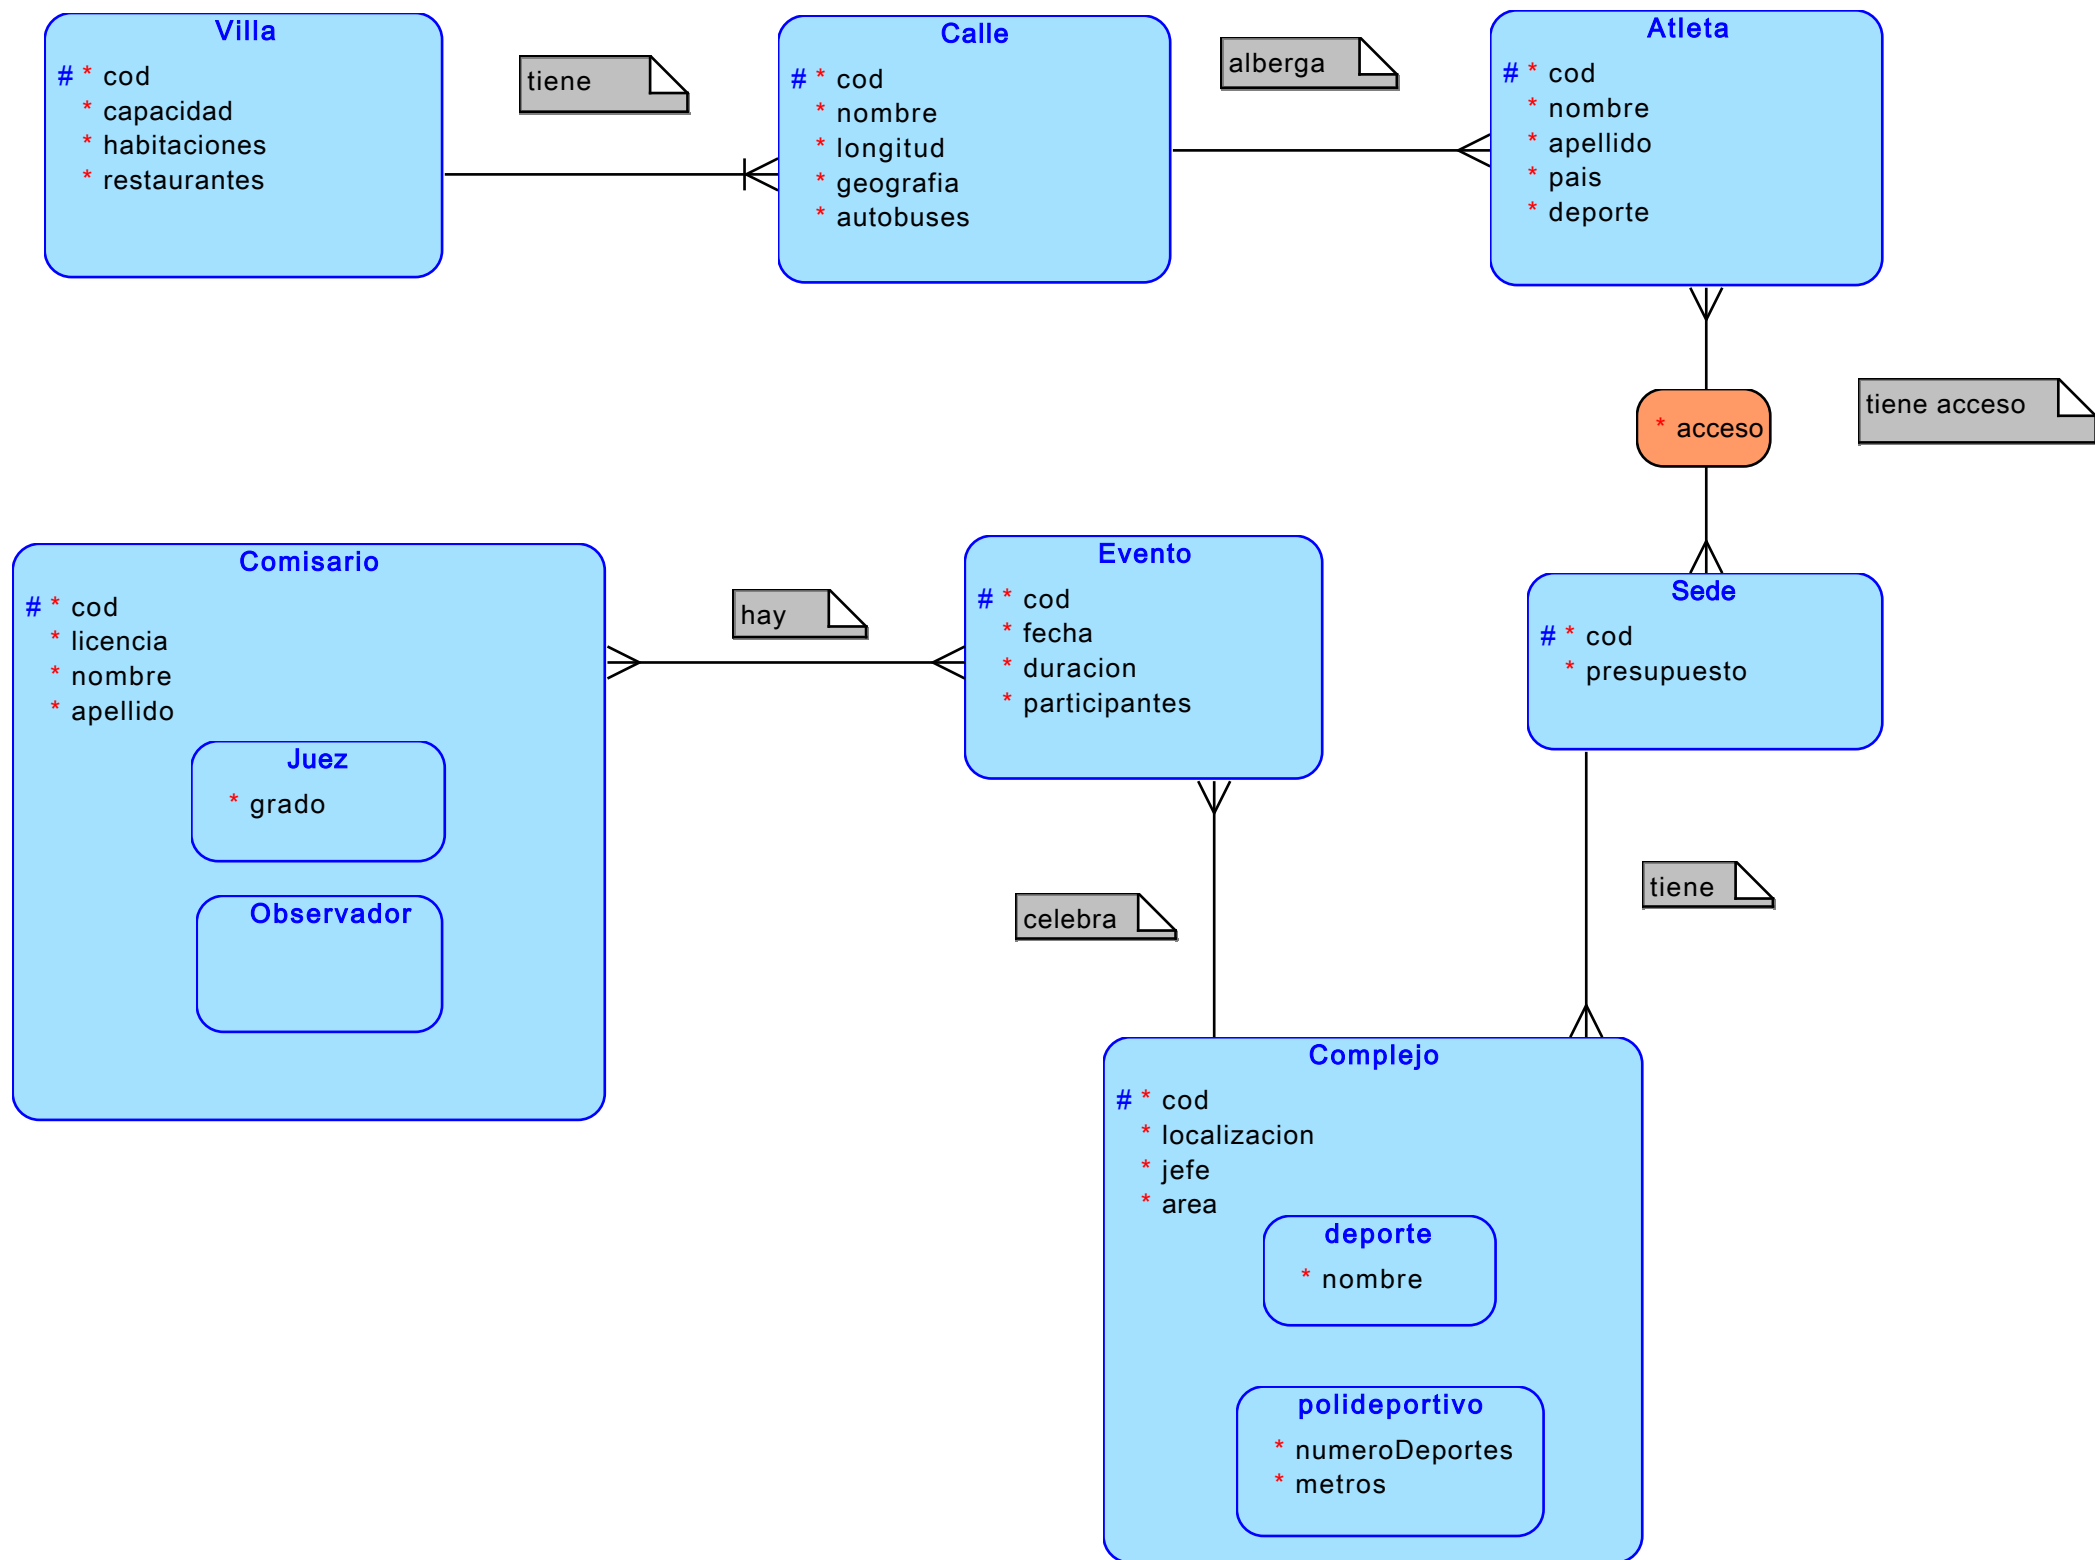 Villa
# * cod
* capacidad
* habitaciones
* restaurantes
tiene
Calle
# * cod
* nombre
* longitud
* geografia
* autobuses
alberga
Atleta
# * cod
* nombre
* apellido
* pais
* deporte
* acceso
tiene acceso
Comisario
# * cod
* licencia
* nombre
* apellido
Juez
* grado
Observador
hay
Evento
# * cod
* fecha
* duracion
* participantes
Sede
# * cod
* presupuesto
celebra
tiene
Complejo
# * cod
* localizacion
* jefe
* area
deporte
* nombre
polideportivo
* numeroDeportes
* metros